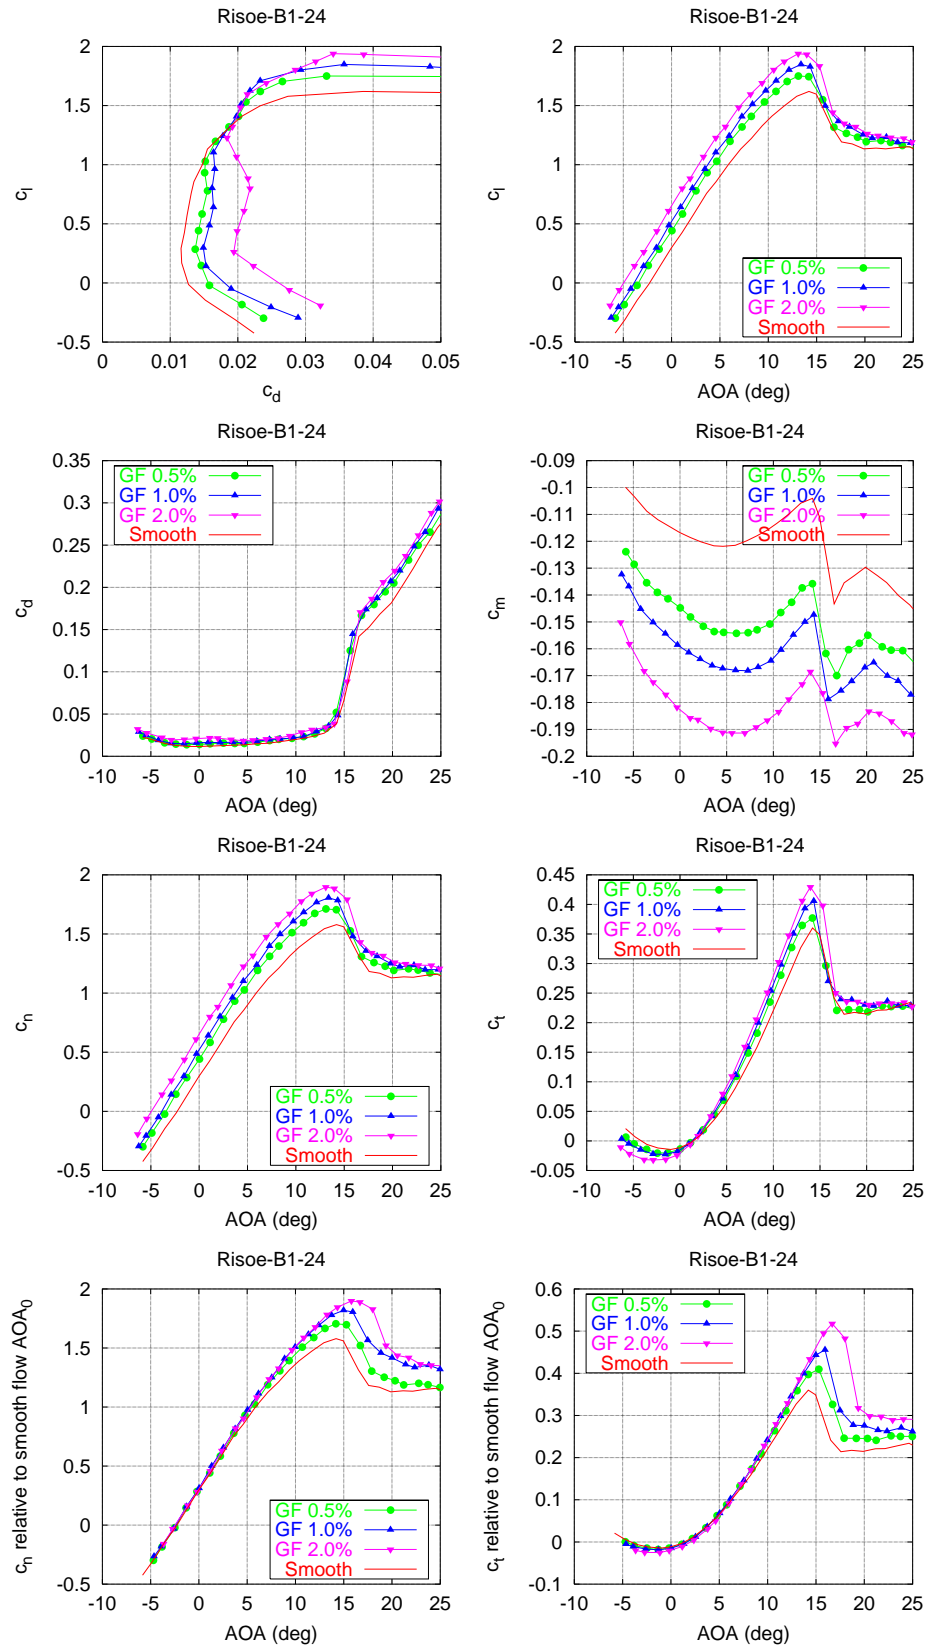 Risoe-B1-24
2
1.5
1
0.5
0
-0.5
c_l
0
0.01
0.02
0.03
0.04
0.05
c_d
Risoe-B1-24
2
1.5
1
0.5
0
-0.5
c_l
GF 0.5%
GF 1.0%
GF 2.0%
Smooth
-10
-5
0
5
10
15
20
25
AOA (deg)
Risoe-B1-24
0.35
0.3
0.25
0.2
0.15
0.1
0.05
0
c_d
GF 0.5%
GF 1.0%
GF 2.0%
Smooth
-10
-5
0
5
10
15
20
25
AOA (deg)
Risoe-B1-24
-0.09
-0.1
-0.11
-0.12
-0.13
-0.14
-0.15
-0.16
-0.17
-0.18
-0.19
-0.2
c_m
GF 0.5%
GF 1.0%
GF 2.0%
Smooth
-10
-5
0
5
10
15
20
25
AOA (deg)
Risoe-B1-24
2
1.5
1
0.5
0
-0.5
c_n
GF 0.5%
GF 1.0%
GF 2.0%
Smooth
-10
-5
0
5
10
15
20
25
AOA (deg)
Risoe-B1-24
0.45
0.4
0.35
0.3
0.25
0.2
0.15
0.1
0.05
0
-0.05
c_t
GF 0.5%
GF 1.0%
GF 2.0%
Smooth
-10
-5
0
5
10
15
20
25
AOA (deg)
Risoe-B1-24
2
1.5
1
0.5
0
-0.5
c_n relative to smooth flow AOA_0
GF 0.5%
GF 1.0%
GF 2.0%
Smooth
-10
-5
0
5
10
15
20
25
AOA (deg)
Risoe-B1-24
0.6
0.5
0.4
0.3
0.2
0.1
0
-0.1
c_t relative to smooth flow AOA_0
GF 0.5%
GF 1.0%
GF 2.0%
Smooth
-10
-5
0
5
10
15
20
25
AOA (deg)